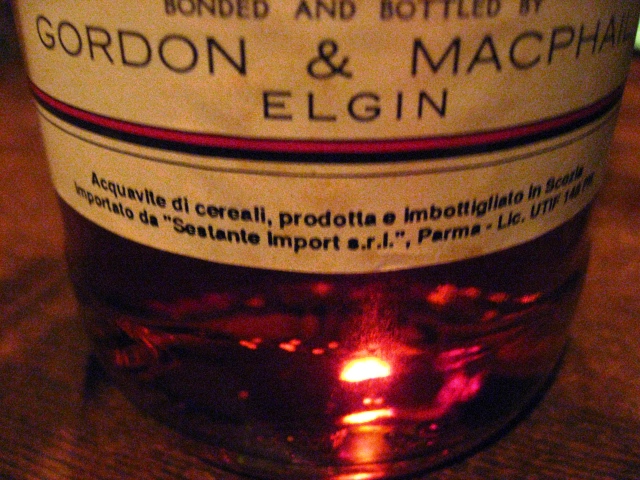 BONDED AND BOTTLED BY
GORDON & MACPHAIL
ELGIN
Acquavite di cereali, prodotta e imbottigliato in Scozia
Importato da "Sestante Import s.r.l.", Parma - Lic. UTIF